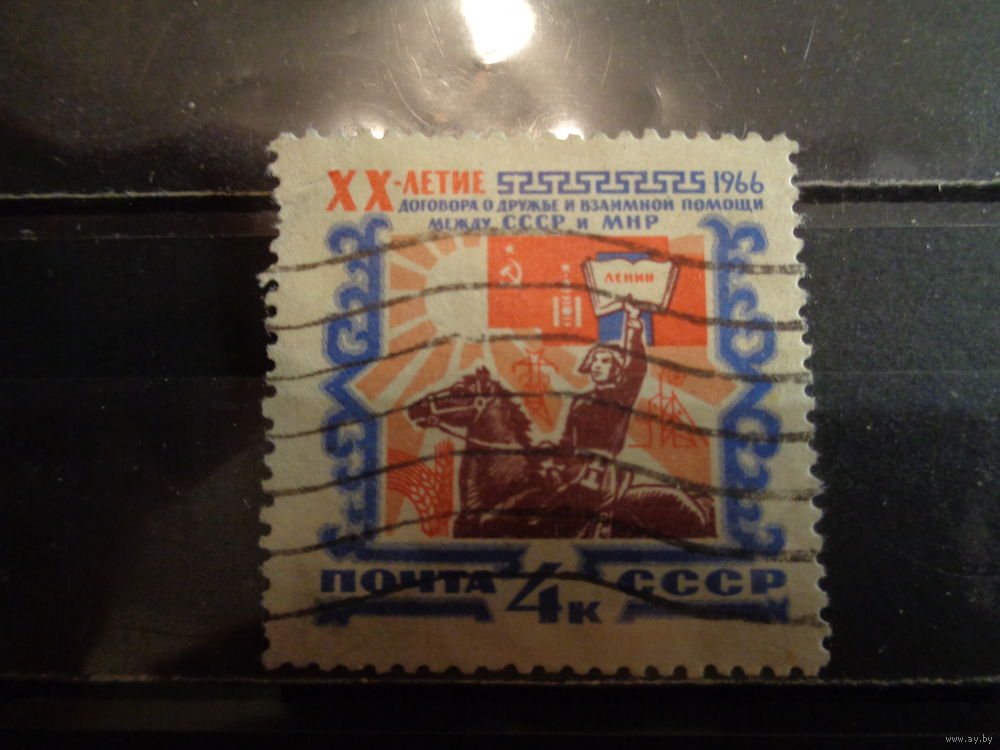 XX-ЛЕТИЕ 1966
ДОГОВОРА О ДРУЖБЕ И ВЗАИМНОЙ ПОМОЩИ
МЕЖДУ СССР И МНР
ЛЕНИН
ПОЧТА 4К СССР
www.ay.by